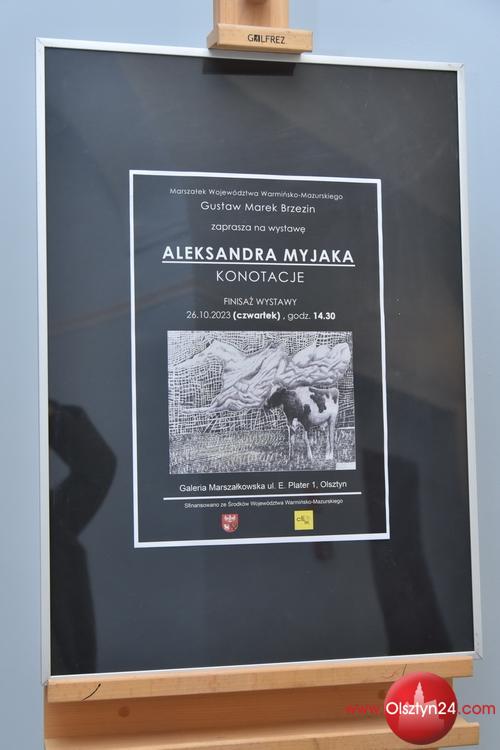 GALFREZ
Marszałek Województwa Warmińsko-Mazurskiego
Gustaw Marek Brzezin
zaprasza na wystawę
ALEKSANDRA MYJAKA
KONOTACJE
FINISAŻ WYSTAWY
26.10.2023 (czwartek) , godz. 14.30
Galeria Marszałkowska ul. E. Plater 1, Olsztyn
Sfinansowano ze Środków Województwa Warmińsko-Mazurskiego
www.Olsztyn24.com